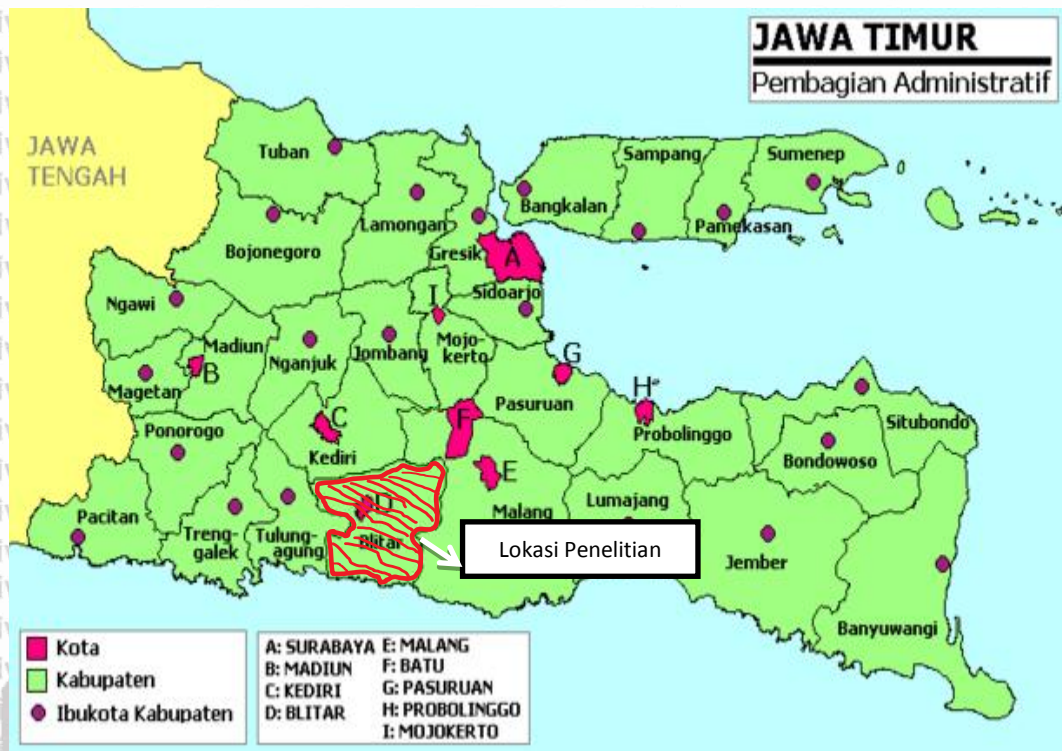 JAWA TIMUR
Pembagian Administratif
JAWA
TENGAH
Tuban
Lamongan
Bojonegoro
Gresik
A
Bangkalan
Sampang
Pamekasan
Sumenep
Ngawi
Magetan
Madiun
B
Nganjuk
Jombang
I
Mojo-
kerto
Sidoarjo
G
Pasuruan
H
Probolinggo
Situbondo
Bondowoso
Ponorogo
C
Kediri
F
E
Malang
Lumajang
Pacitan
Treng-
galek
Tulung-
agung
D
Blitar
Lokasi Penelitian
Jember
Banyuwangi
Kota
Kabupaten
Ibukota Kabupaten
A: SURABAYA
B: MADIUN
C: KEDIRI
D: BLITAR
E: MALANG
F: BATU
G: PASURUAN
H: PROBOLINGGO
I: MOJOKERTO